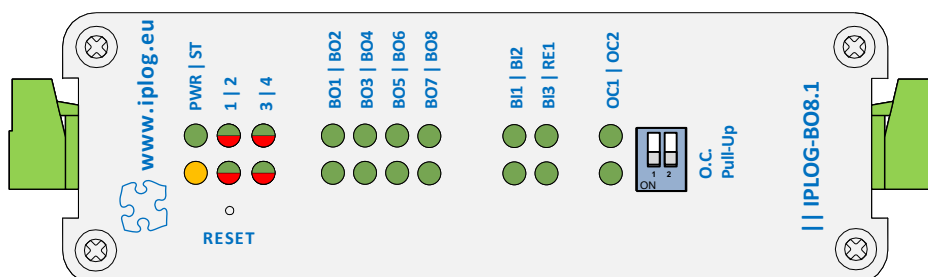 www.iplog.eu
PWR | ST
1 | 2
3 | 4
BO1 | BO2
BO3 | BO4
BO5 | BO6
BO7 | BO8
BI1 | BI2
BI3 | RE1
OC1 | OC2
1 2
ON
O.C.
Pull-Up
|| IPLOG-BO8.1
RESET